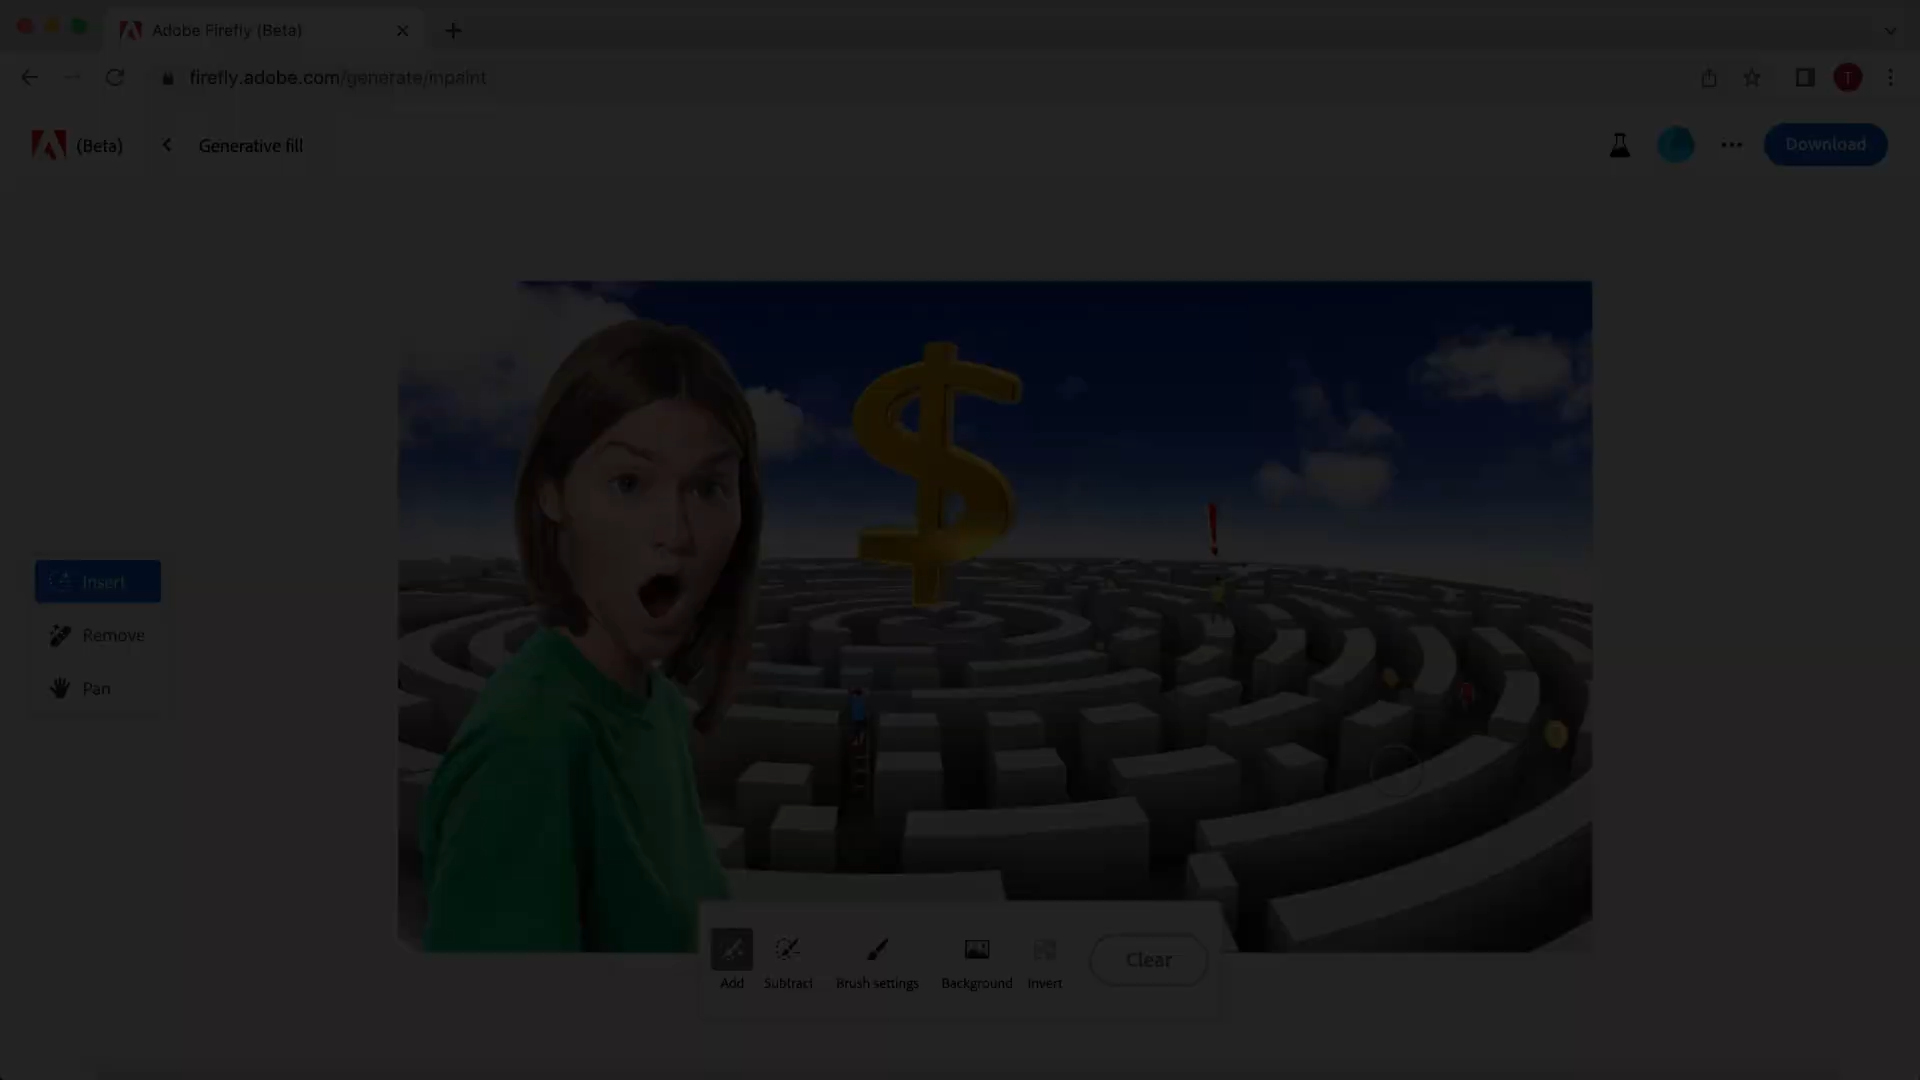 Adobe Firefly (Beta)
firefly.adobe.com/generate/inpaint
T
(Beta)
Generative fill
Download
$
!
Insert
Remove
Pan
Add
Subtract
Brush settings
Background
Invert
Clear